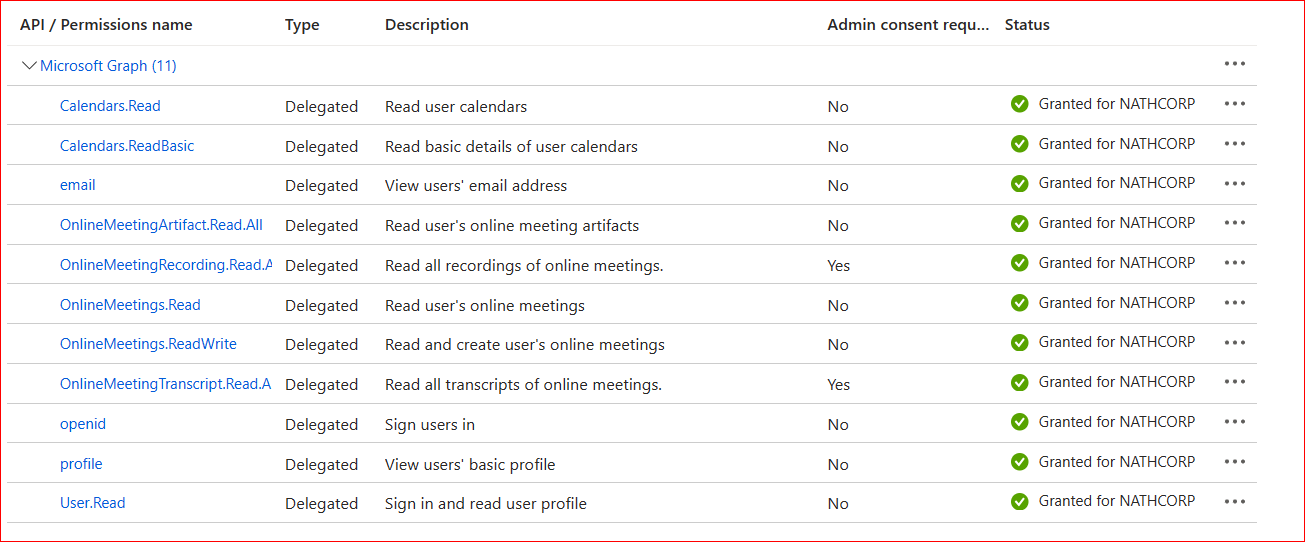 API / Permissions name Type Description Admin consent requ... Status
Microsoft Graph (11)
Calendars.Read Delegated Read user calendars No Granted for NATHCORP
Calendars.ReadBasic Delegated Read basic details of user calendars No Granted for NATHCORP
email Delegated View users' email address No Granted for NATHCORP
OnlineMeetingArtifact.Read.All Delegated Read user's online meeting artifacts No Granted for NATHCORP
OnlineMeetingRecording.Read.A Delegated Read all recordings of online meetings. Yes Granted for NATHCORP
OnlineMeetings.Read Delegated Read user's online meetings No Granted for NATHCORP
OnlineMeetings.ReadWrite Delegated Read and create user's online meetings No Granted for NATHCORP
OnlineMeetingTranscript.Read.A Delegated Read all transcripts of online meetings. Yes Granted for NATHCORP
openid Delegated Sign users in No Granted for NATHCORP
profile Delegated View users' basic profile No Granted for NATHCORP
User.Read Delegated Sign in and read user profile No Granted for NATHCORP